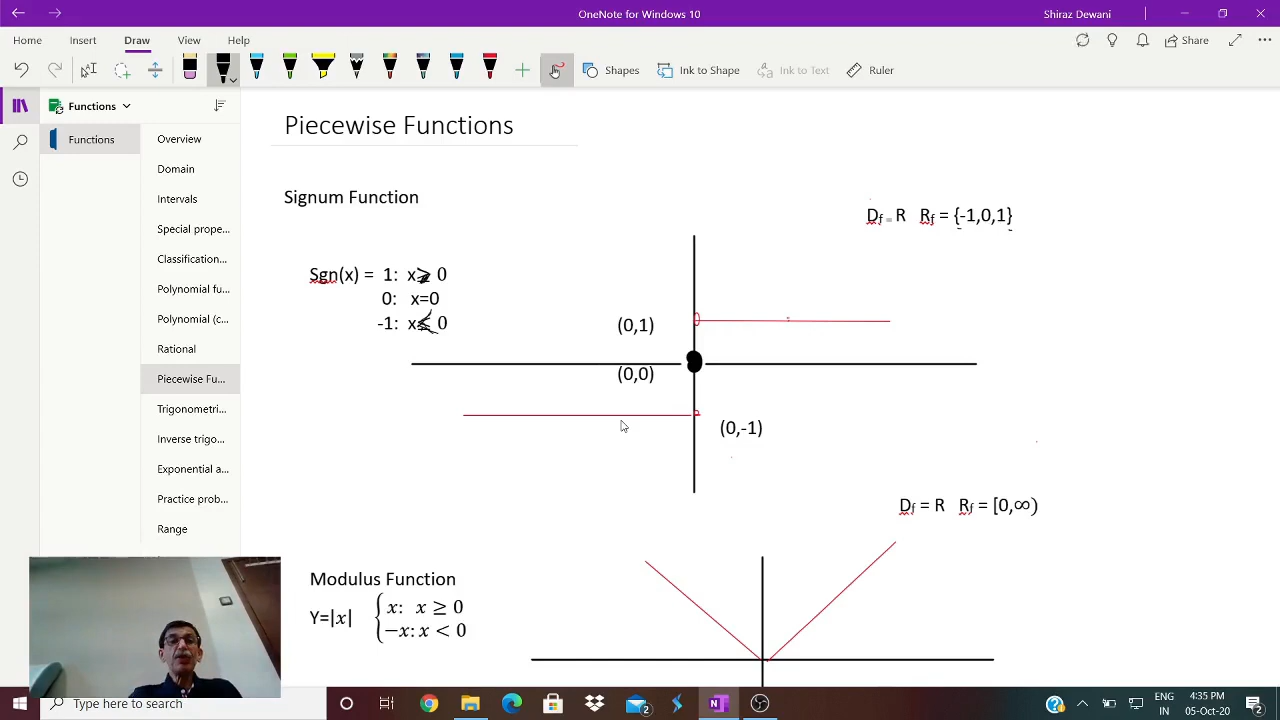 OneNote for Windows 10
Shiraz Dewani
Home
Insert
Draw
View
Help
Share
Shapes
Ink to Shape
Ink to Text
Ruler
Functions
Functions
Overview
Domain
Intervals
Special prope...
Classification...
Polynomial fu...
Polynomial (c...
Rational
Piecewise Fu...
Trigonometri...
Inverse trigo...
Exponential a...
Practice prob...
Range
Piecewise Functions
Signum Function
Df = R Rf = {-1,0,1}
Sgn(x) = 1: x> 0
0: x=0
-1: x< 0
(0,1)
(0,0)
(0,-1)
Df = R Rf = [0,∞)
Modulus Function
Y=|x| { x: x ≥ 0
−x: x < 0
Type here to search
ENG
IN
4:35 PM
05-Oct-20
2
2